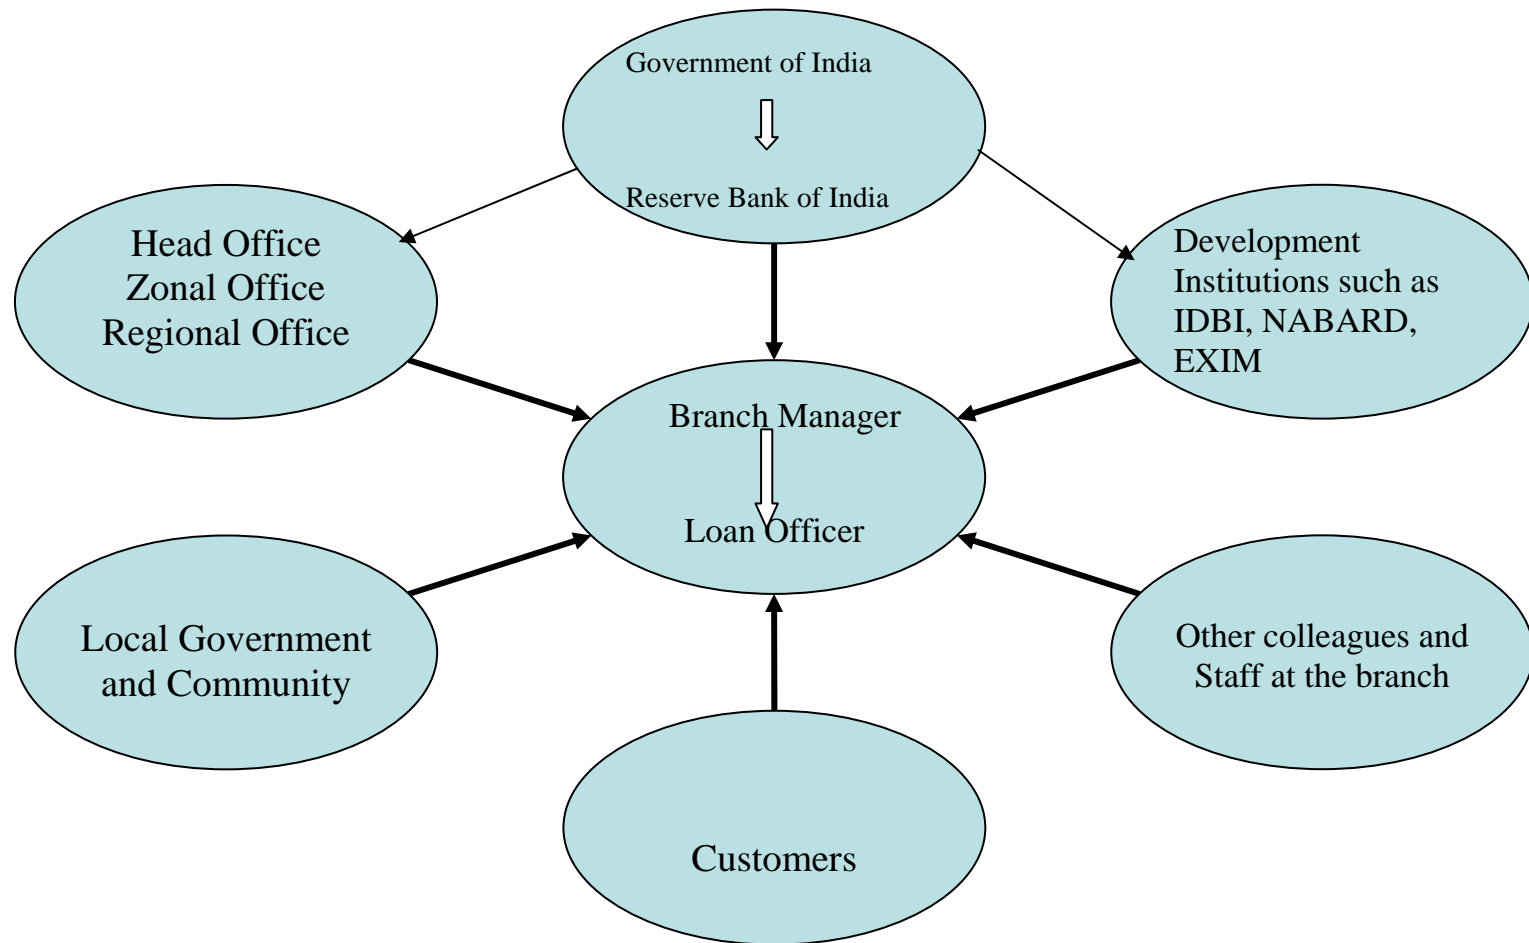 Government of India
Reserve Bank of India
Head Office
Zonal Office
Regional Office
Development
Institutions such as
IDBI, NABARD,
EXIM
Branch Manager
Loan Officer
Local Government
and Community
Other colleagues and
Staff at the branch
Customers